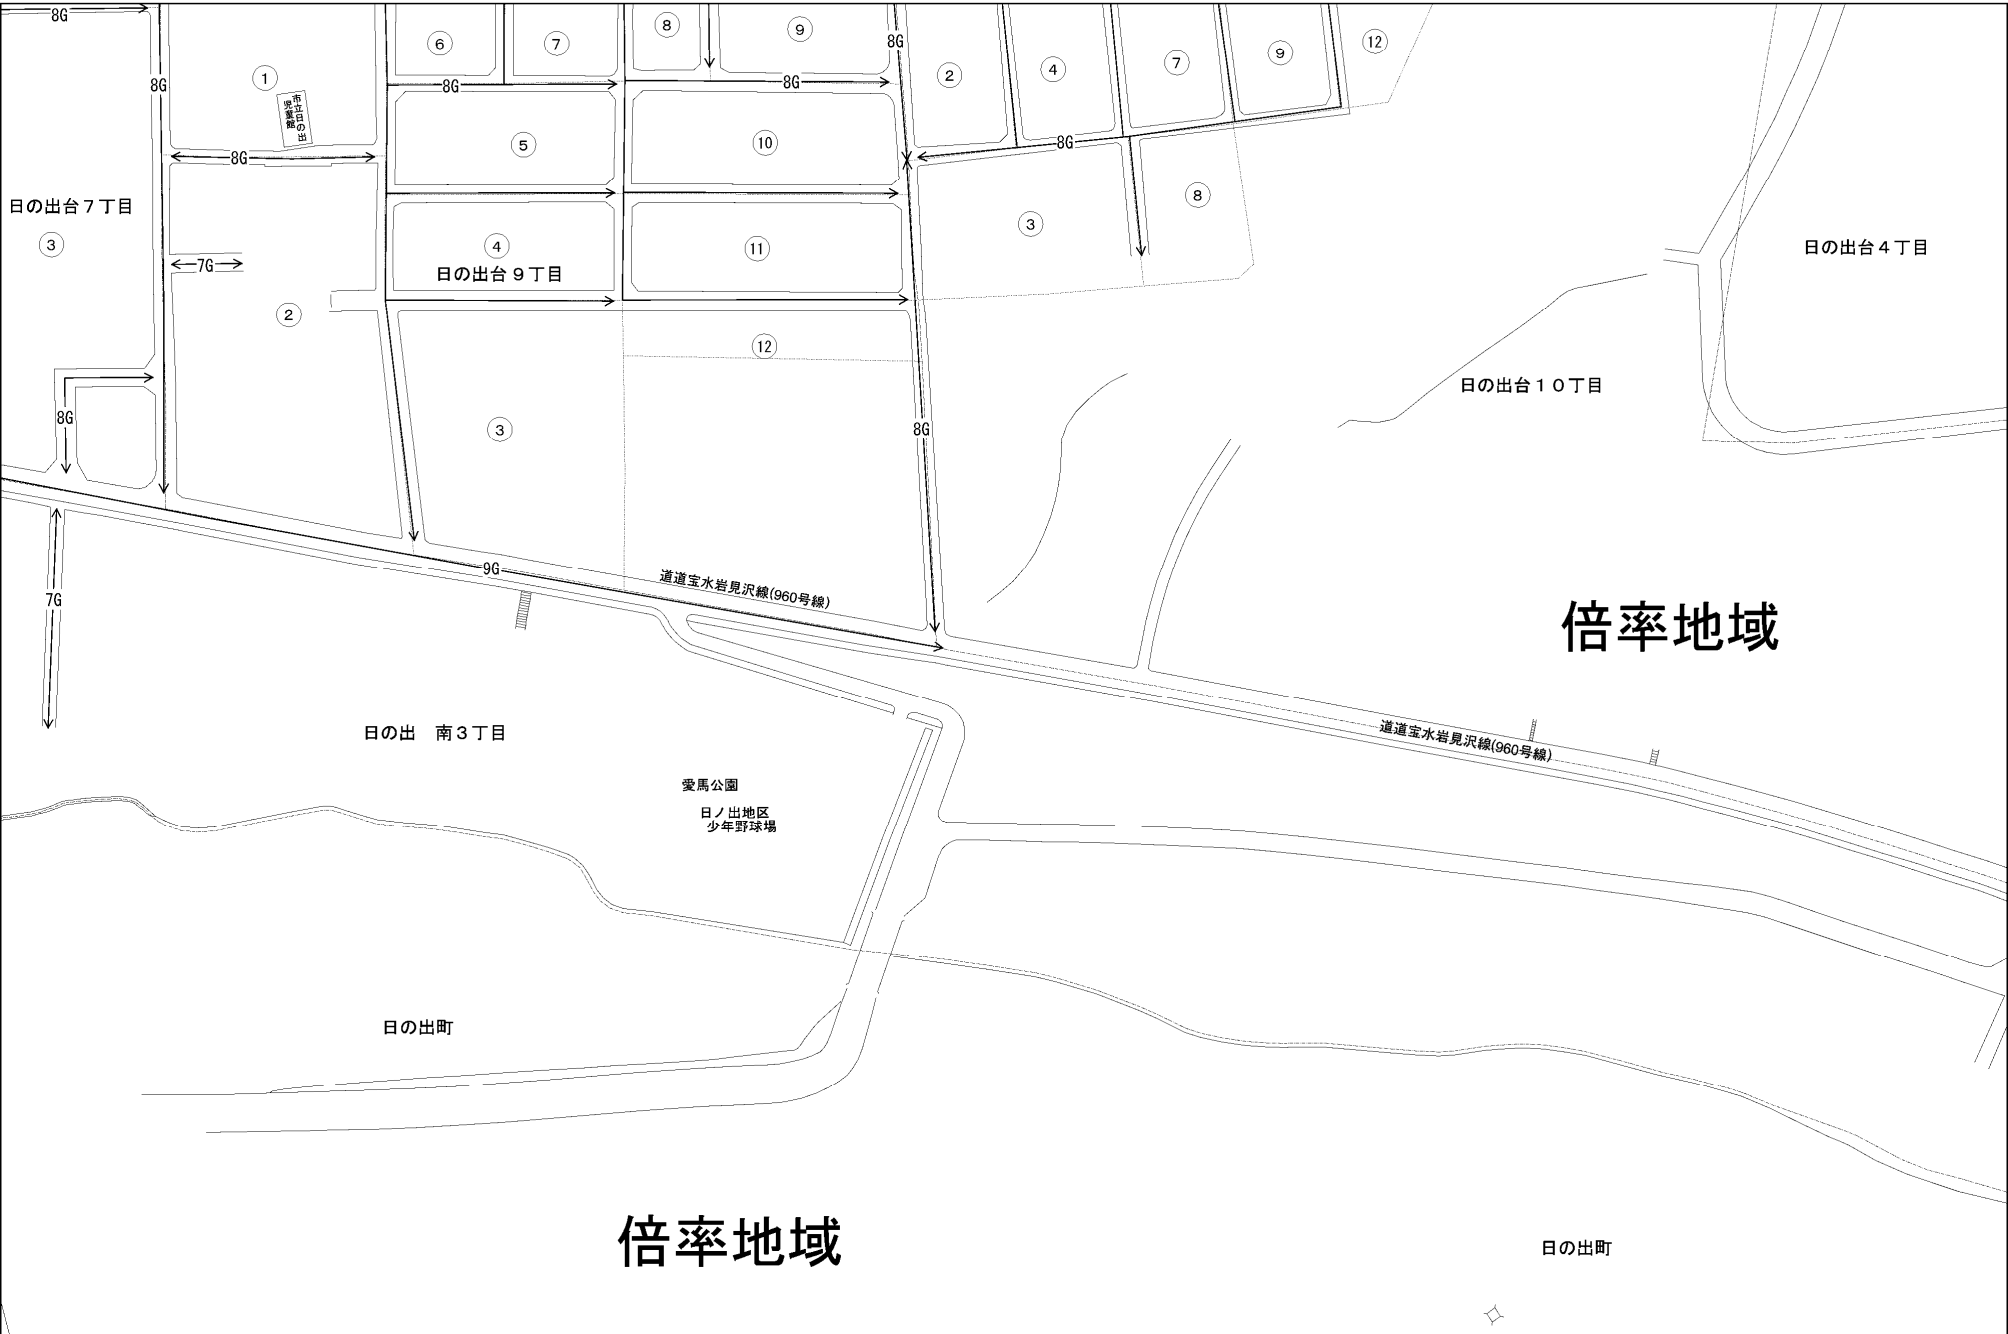 8G
⑥
⑦
⑧
⑨
8G
②
④
⑦
⑨
⑫
①
8G
8G
8G
市立日の出
児童館
⑤
⑩
8G
8G
日の出台７丁目
③
④
日の出台９丁目
⑪
③
⑧
日の出台４丁目
7G
②
⑫
日の出台１０丁目
8G
③
8G
9G
道道宝水岩見沢線(960号線)
7G
倍率地域
日の出　南３丁目
道道宝水岩見沢線(960号線)
愛馬公園
日ノ出地区
少年野球場
日の出町
倍率地域
日の出町